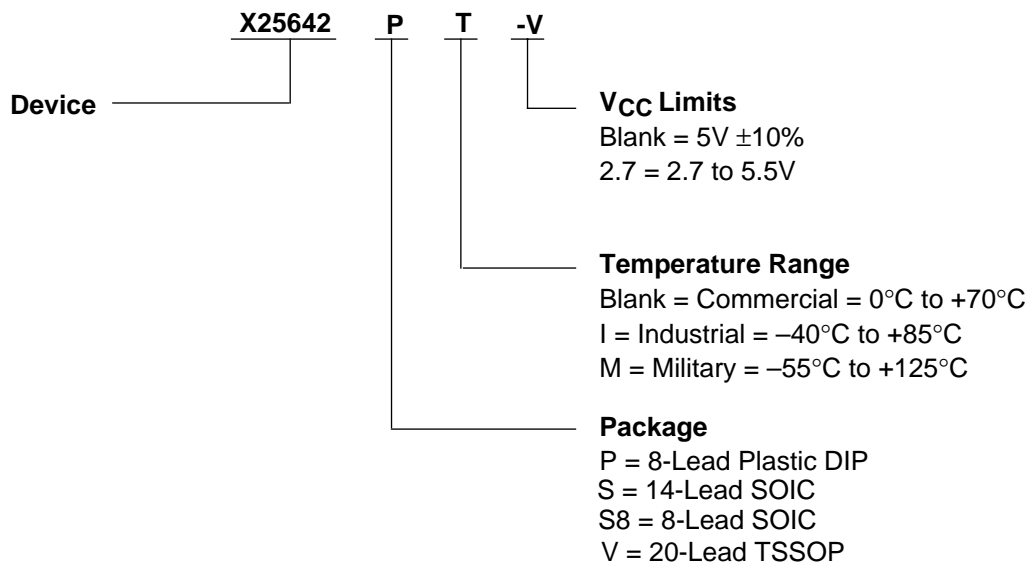 X25642 P T -V
Device
VCC Limits
Blank = 5V ±10%
2.7 = 2.7 to 5.5V
Temperature Range
Blank = Commercial = 0°C to +70°C
I = Industrial = –40°C to +85°C
M = Military = –55°C to +125°C
Package
P = 8-Lead Plastic DIP
S = 14-Lead SOIC
S8 = 8-Lead SOIC
V = 20-Lead TSSOP